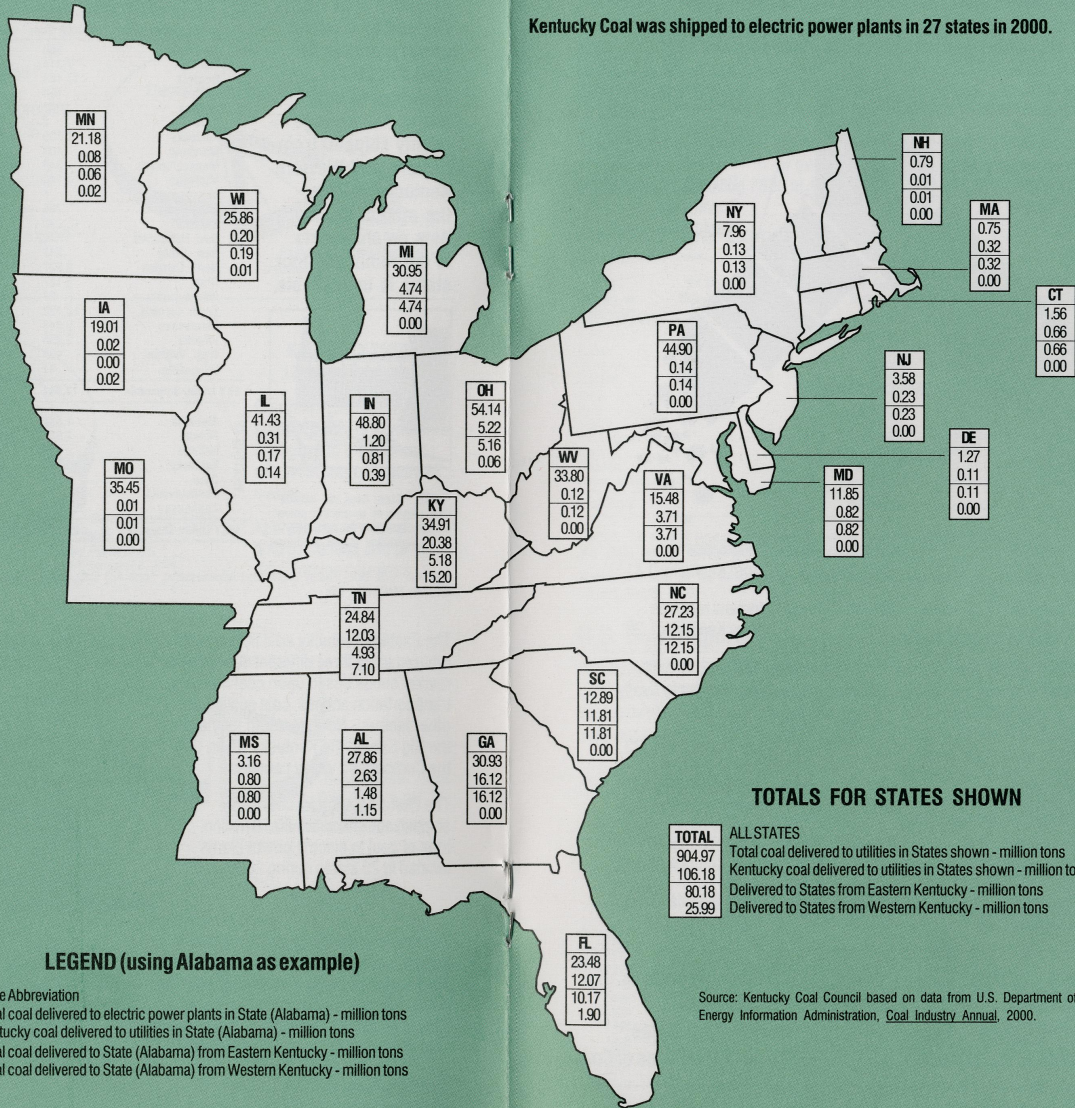 Kentucky Coal was shipped to electric power plants in 27 states in 2000.
MN
21.18
0.08
0.06
0.02
WI
25.86
0.20
0.19
0.01
MI
30.95
4.74
4.74
0.00
NY
7.96
0.13
0.13
0.00
NH
0.79
0.01
0.01
0.00
MA
0.75
0.32
0.32
0.00
CT
1.56
0.66
0.66
0.00
IA
19.01
0.02
0.00
0.02
PA
44.90
0.14
0.14
0.00
NJ
3.58
0.23
0.23
0.00
IL
41.43
0.31
0.17
0.14
IN
48.80
1.20
0.81
0.39
OH
54.14
5.22
5.16
0.06
DE
1.27
0.11
0.11
0.00
MO
35.45
0.01
0.01
0.00
WV
33.80
0.12
0.12
0.00
VA
15.48
3.71
3.71
0.00
MD
11.85
0.82
0.82
0.00
KY
34.91
20.38
5.18
15.20
TN
24.84
12.03
4.93
7.10
NC
27.23
12.15
12.15
0.00
SC
12.89
11.81
11.81
0.00
MS
3.16
0.80
0.80
0.00
AL
27.86
2.63
1.48
1.15
GA
30.93
16.12
16.12
0.00
FL
23.48
12.07
10.17
1.90
TOTALS FOR STATES SHOWN
TOTAL ALL STATES
904.97 Total coal delivered to utilities in States shown - million tons
106.18 Kentucky coal delivered to utilities in States shown - million to
80.18 Delivered to States from Eastern Kentucky - million tons
25.99 Delivered to States from Western Kentucky - million tons
LEGEND (using Alabama as example)
e Abbreviation
al coal delivered to electric power plants in State (Alabama) - million tons
ntucky coal delivered to utilities in State (Alabama) - million tons
al coal delivered to State (Alabama) from Eastern Kentucky - million tons
al coal delivered to State (Alabama) from Western Kentucky - million tons
Source: Kentucky Coal Council based on data from U.S. Department of
Energy Information Administration, Coal Industry Annual, 2000.